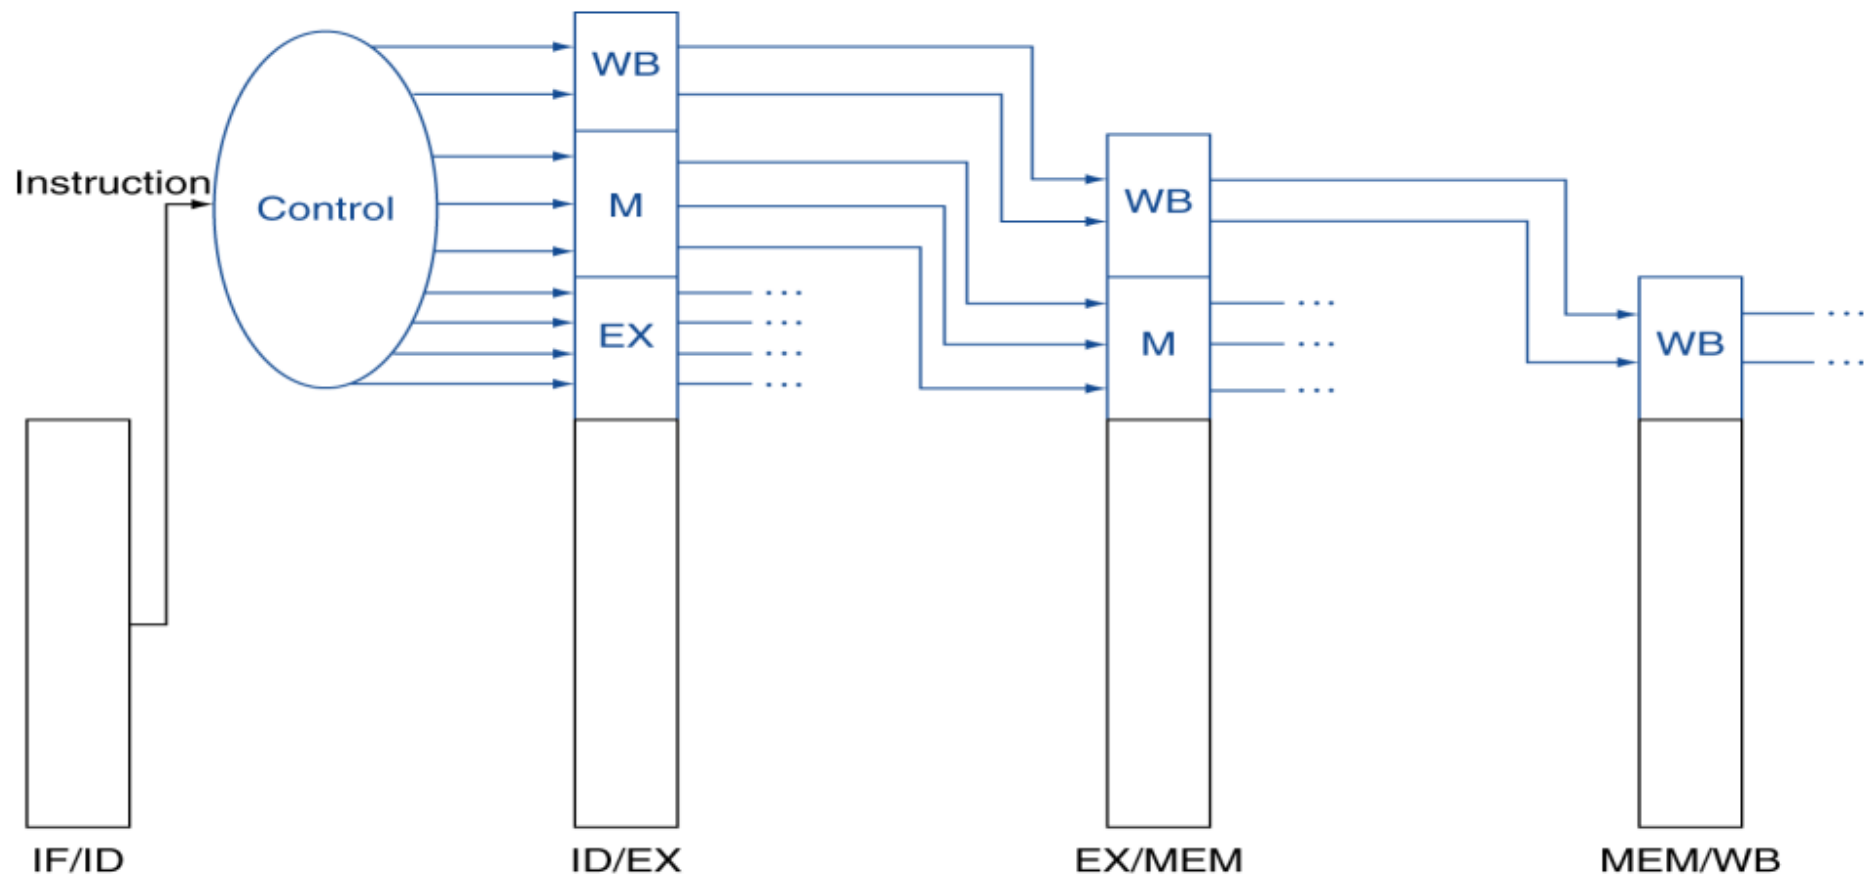 Instruction
Control
WB
M
EX
WB
M
WB
IF/ID
ID/EX
EX/MEM
MEM/WB